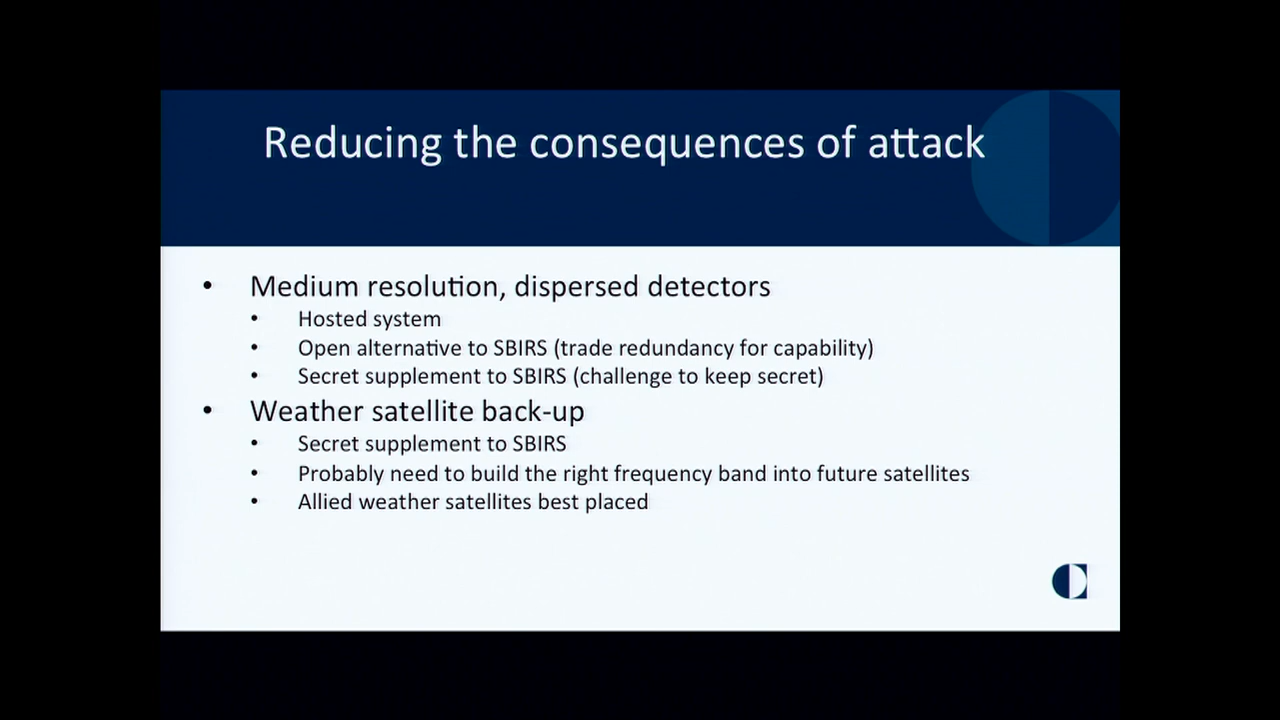 Reducing the consequences of attack
• Medium resolution, dispersed detectors
• Hosted system
• Open alternative to SBIRS (trade redundancy for capability)
• Secret supplement to SBIRS (challenge to keep secret)
• Weather satellite back-up
• Secret supplement to SBIRS
• Probably need to build the right frequency band into future satellites
• Allied weather satellites best placed